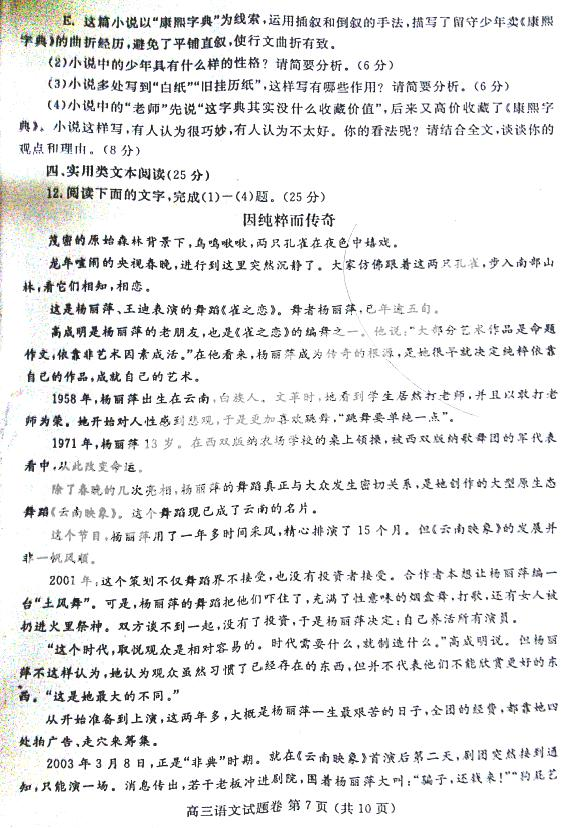 E. 这篇小说以“康熙字典”为线索,运用插叙和倒叙的手法,描写了留守少年卖《康熙
字典》的曲折经历,避免了平铺直叙,使行文曲折有致。
(2)小说中的少年具有什么样的性格?请简要分析。(6分)
(3)小说多处写到“白纸”“旧挂历纸”,这样写有哪些作用?请简要分析。(6分)
(4)小说中的“老师”先说“这字典其实没什么收藏价值”,后来又高价收藏了《康熙字
典》。小说这样写,有人认为很巧妙,有人认为不太好。你的看法呢?请结合全文,谈谈你的
观点和理由。(8分)
四、实用类文本阅读(25分)
12.阅读下面的文字,完成(1)—(4)题。(25分)
因纯粹而传奇
茂密的原始森林背景下,鸟鸣啾啾,两只孔雀在夜色中嬉戏。
龙年喧闹的央视春晚,进行到这里突然沉静了。大家仿佛跟着这两只孔雀,步入南部山
林,看它们相知,相恋。
这是杨丽萍、王迪表演的舞蹈《雀之恋》。舞者杨丽萍,已年逾五旬。
高成明是杨丽萍的老朋友,也是《雀之恋》的编舞之一。他说:“大部分艺术作品是命题
作文,依靠非艺术因素成活。”在他看来,杨丽萍成为传奇的根源,是她很早就决定纯粹依靠
自己的作品,成就自己的艺术。
1958年,杨丽萍出生在云南,白族人。文革时,她看到学生居然打老师,并且以敢打老
师为荣。她开始对人性感到悲观,于是更加喜欢跳舞,“跳舞要单纯一点”。
1971年,杨丽萍13岁。在西双版纳农场学校的桌上领操,被西双版纳歌舞团的军代表
看中,从此改变命运。
除了春晚的几次亮相,杨丽萍的舞蹈真正与大众发生密切关系,是她创作的大型原生态
舞蹈《云南映象》。这个舞蹈现已成了云南的名片。
这个节目,杨丽萍用了一年多时间采风,精心排演了15个月。但《云南映象》的发展并
非一帆风顺。
2001年,这个策划不仅舞蹈界不接受,也没有投资者接受。合作者本想让杨丽萍编一
台“土风舞”。可是,杨丽萍的舞蹈把他们吓住了,充满了性意味的烟盒舞,打歌,还有女人被
扔进火里祭神。双方谈不到一起,没有了投资,于是杨丽萍决定:自己养活所有演员。
“这个时代,取悦观众是相对容易的。时代需要什么,就制造什么。”高成明说。但杨丽
萍不这样认为,她认为观众虽然习惯了已经存在的东西,但并不代表他们不能欣赏更好的东
西。“这是她最大的不同。”
从开始准备到上演,这两年多,大概是杨丽萍一生最艰苦的日子,全团的经费,都靠她四
处拍广告、走穴来筹集。
2003年3月8日,正是“非典”时期。就在《云南映象》首演后第二天,剧团突然接到通
知,只能演一场。消息传出,若干老板冲进剧院,围着杨丽萍大叫:“骗子,还钱来!”“狗屁艺
高三语文试题卷 第7页(共10页)